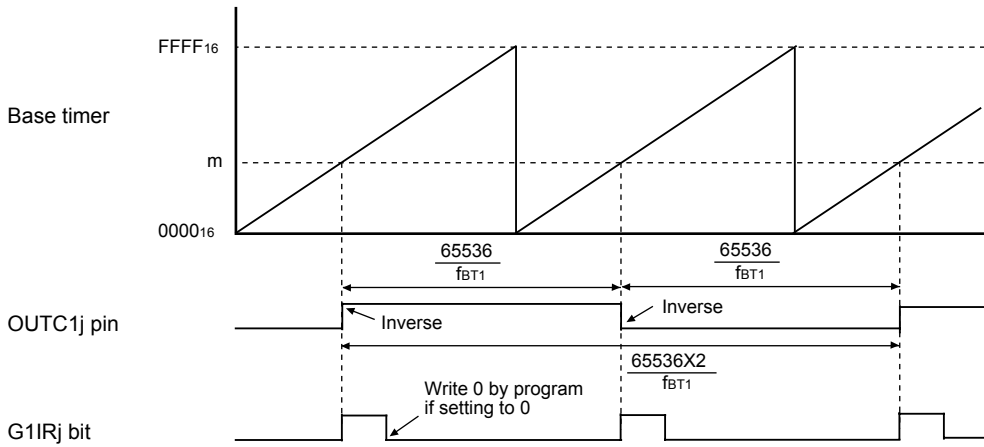 FFFF16
Base timer
m
000016
65536
fBT1
65536
fBT1
OUTC1j pin
Inverse
Inverse
65536X2
fBT1
Write 0 by program
if setting to 0
G1IRj bit